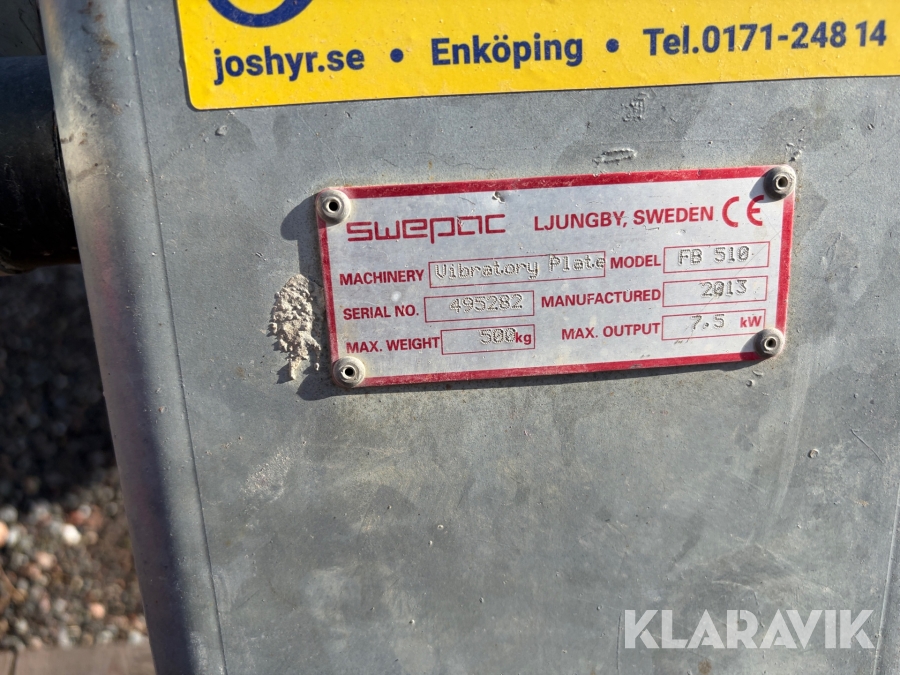 joshyr.se • Enköping • Tel.0171-248 14
swepac LJUNGBY, SWEDEN CE
MACHINERY Vibratory Plate MODEL FB 510
SERIAL NO. 495282 MANUFACTURED 2013
MAX. WEIGHT 500kg MAX. OUTPUT 7.5 kW
KLARAVIK